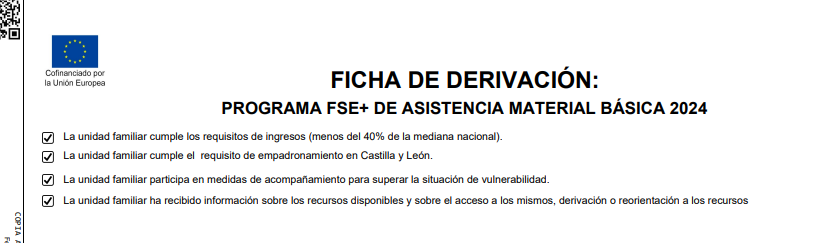 Cofinanciado por
la Unión Europea
FICHA DE DERIVACIÓN:
PROGRAMA FSE+ DE ASISTENCIA MATERIAL BÁSICA 2024
La unidad familiar cumple los requisitos de ingresos (menos del 40% de la mediana nacional).
La unidad familiar cumple el requisito de empadronamiento en Castilla y León.
La unidad familiar participa en medidas de acompañamiento para superar la situación de vulnerabilidad.
La unidad familiar ha recibido información sobre los recursos disponibles y sobre el acceso a los mismos, derivación o reorientación a los recursos
COPIA